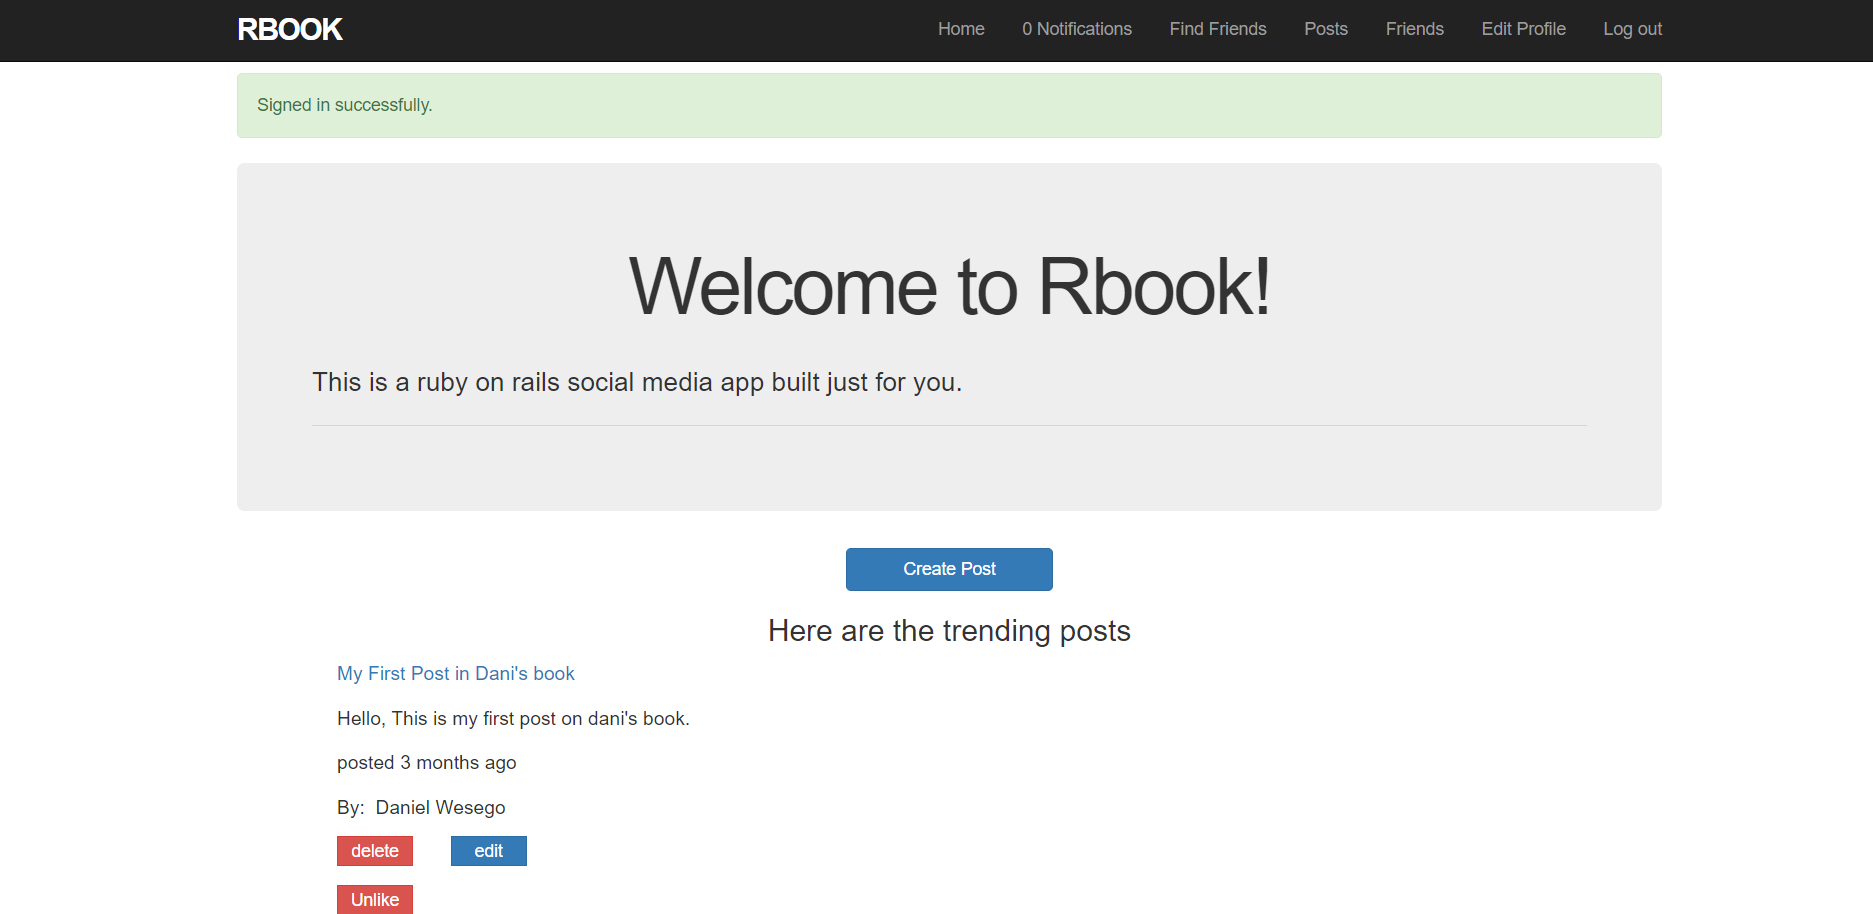 RBOOK
Home 0 Notifications Find Friends Posts Friends Edit Profile Log out
Signed in successfully.
Welcome to Rbook!
This is a ruby on rails social media app built just for you.
Create Post
Here are the trending posts
My First Post in Dani's book
Hello, This is my first post on dani's book.
posted 3 months ago
By: Daniel Wesego
delete edit
Unlike